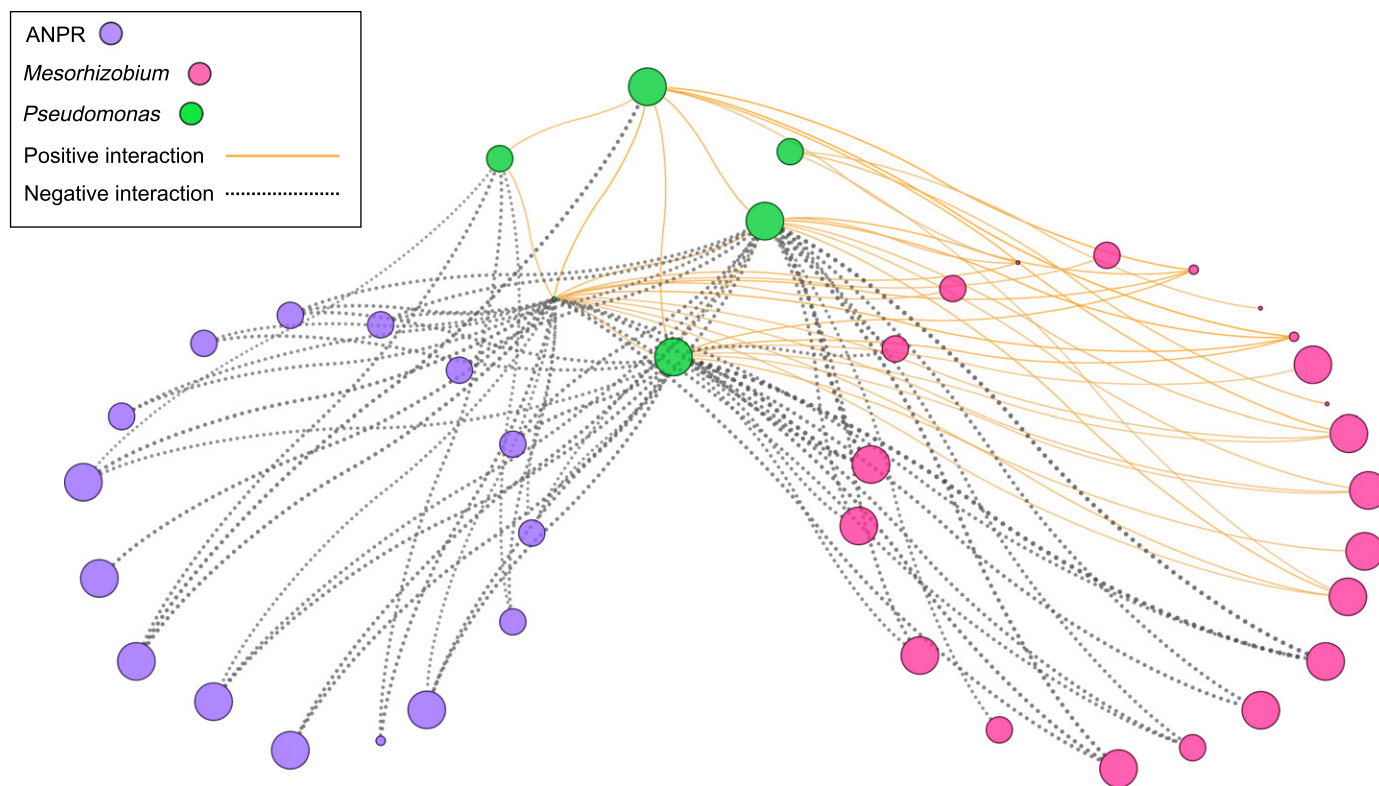 ANPR
Mesorhizobium
Pseudomonas
Positive interaction
Negative interaction